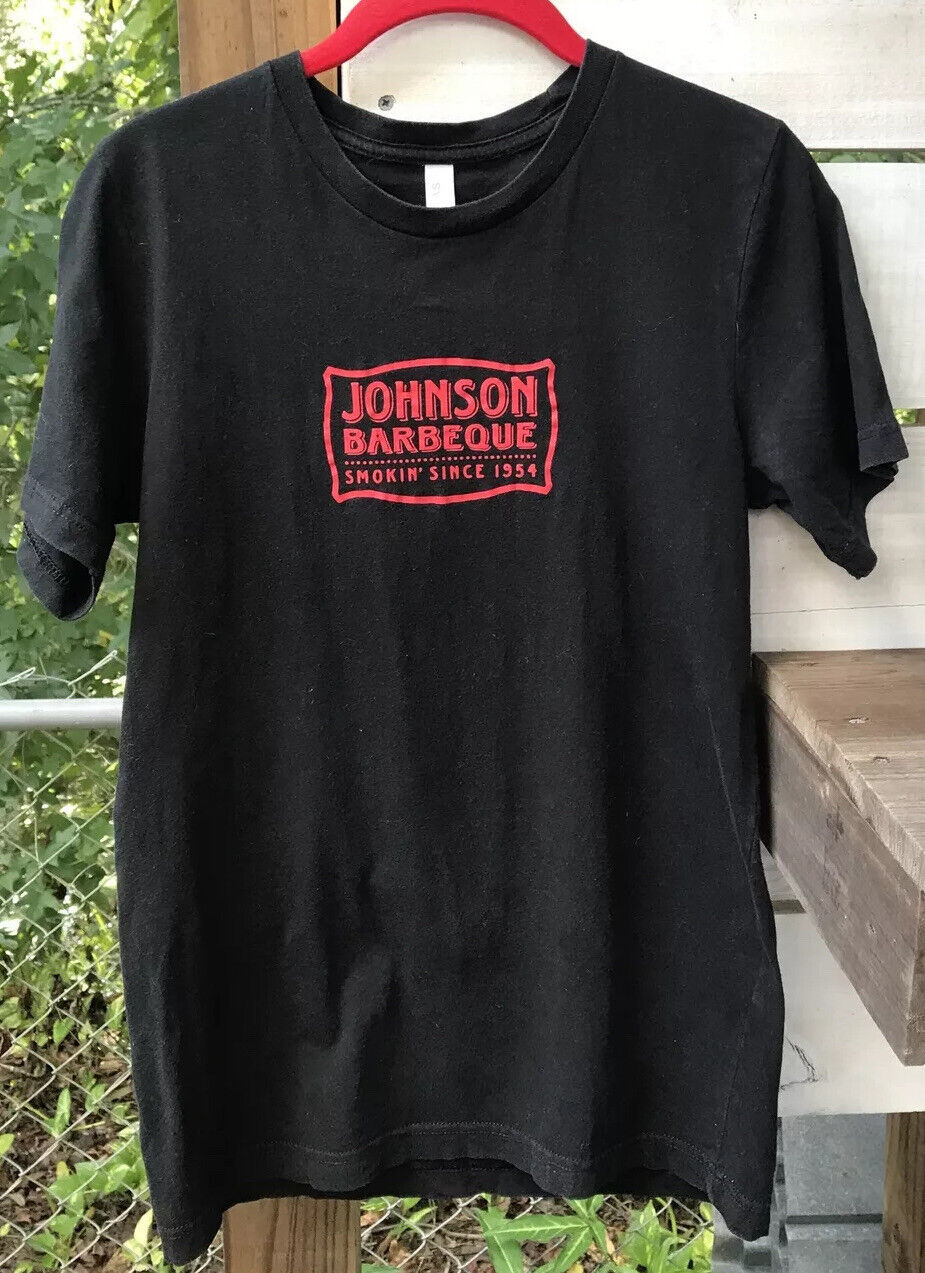 JOHNSON
BARBEQUE
SMOKIN' SINCE 1954